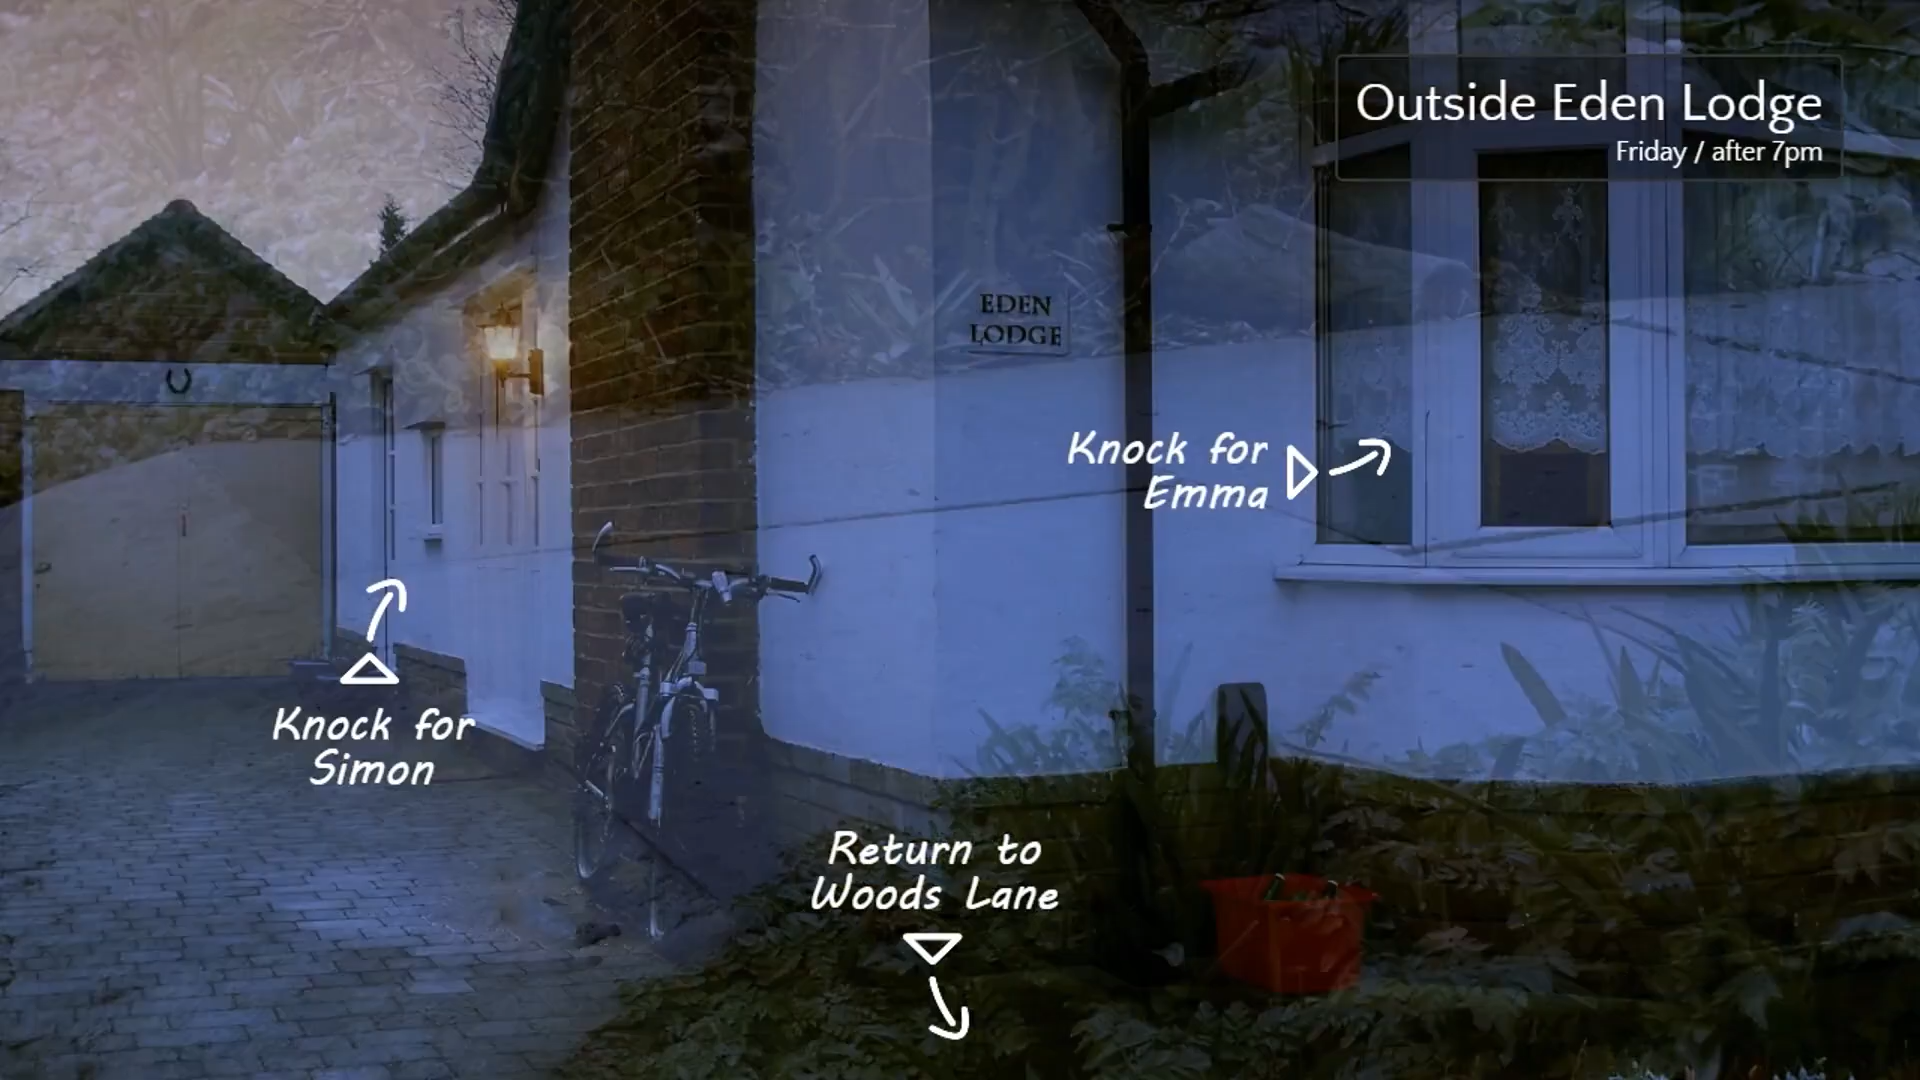 Outside Eden Lodge
Friday / after 7pm
EDEN
LODGE
Knock for
Emma
Knock for
Simon
Return to
Woods Lane